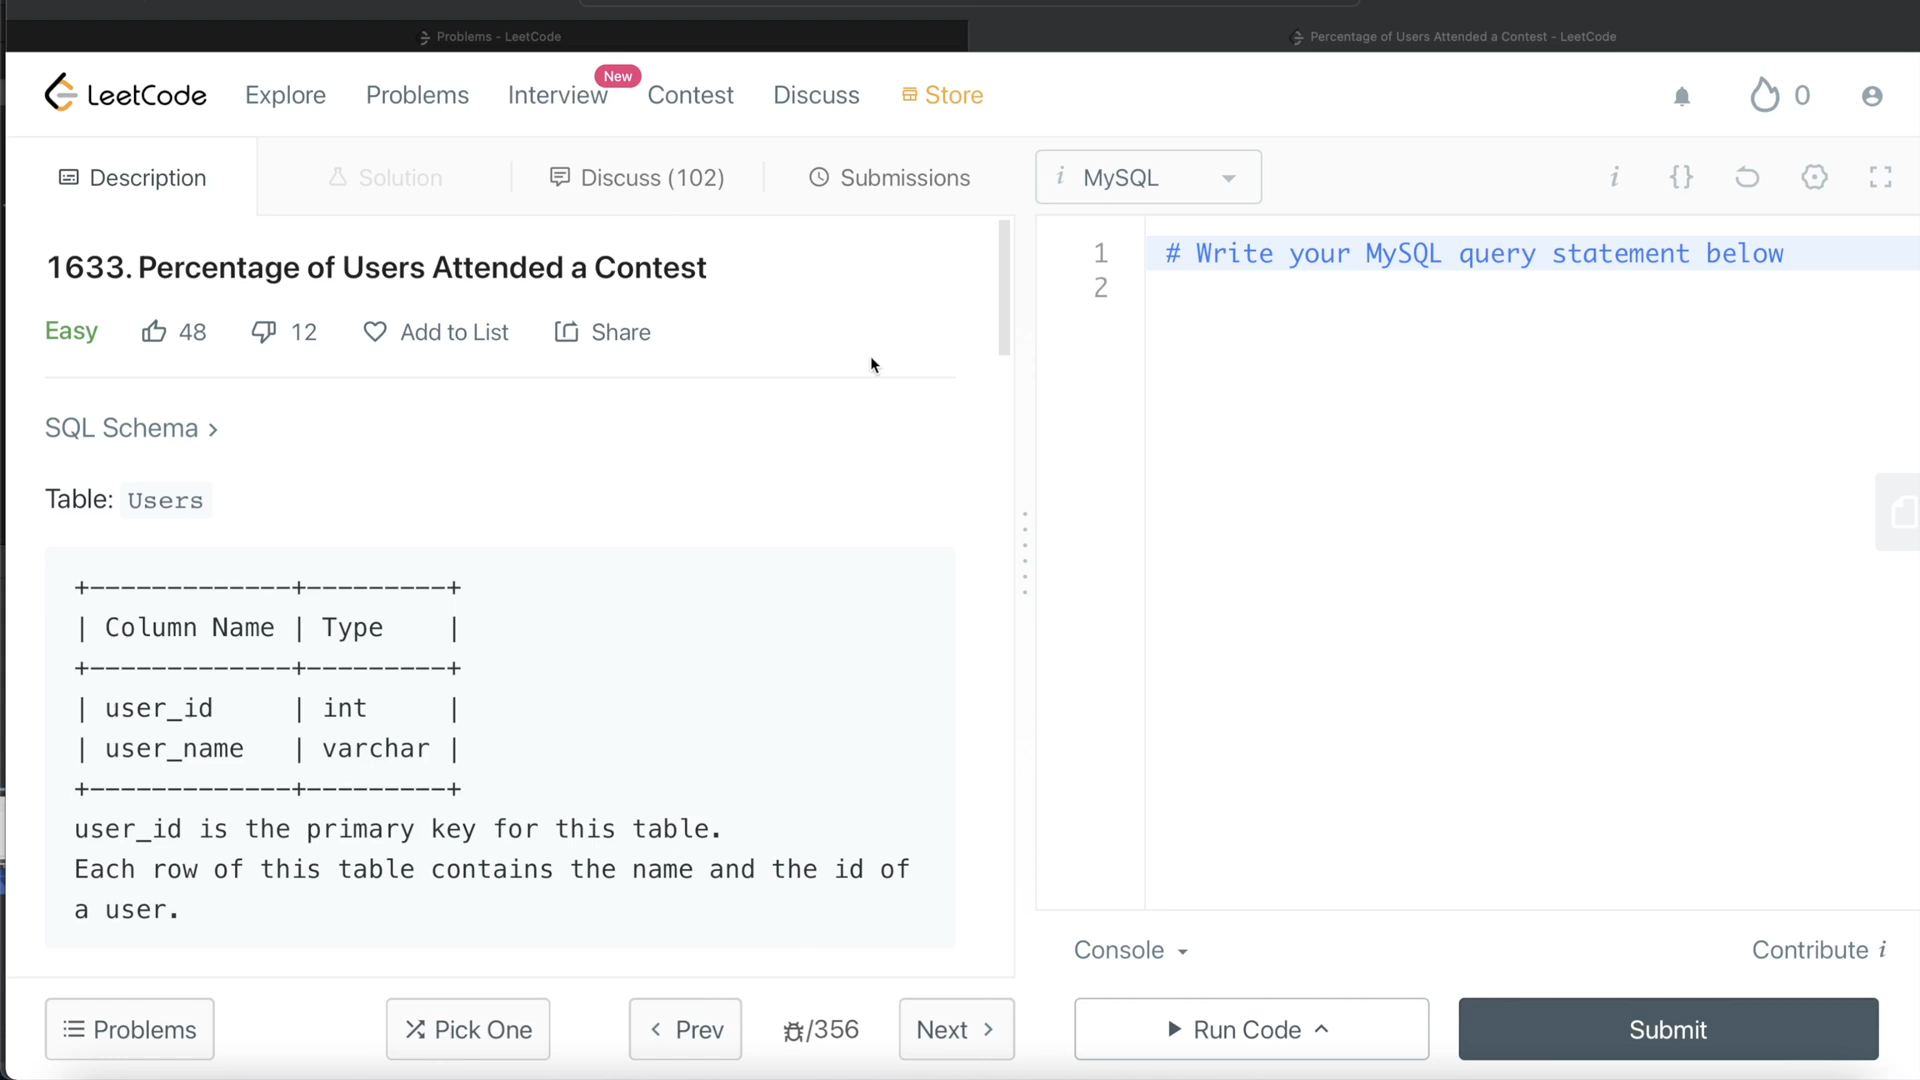 Problems - LeetCode
Percentage of Users Attended a Contest - LeetCode
LeetCode Explore Problems Interview New Contest Discuss Store 0
Description Solution Discuss (102) Submissions
i MySQL i {}
1633. Percentage of Users Attended a Contest
Easy 48 12 Add to List Share
SQL Schema >
Table: Users
+-------------+---------+
| Column Name | Type    |
+-------------+---------+
| user_id     | int     |
| user_name   | varchar |
+-------------+---------+
user_id is the primary key for this table.
Each row of this table contains the name and the id of
a user.
1 # Write your MySQL query statement below
2
Console Contribute i
Problems Pick One < Prev /356 Next > Run Code Submit